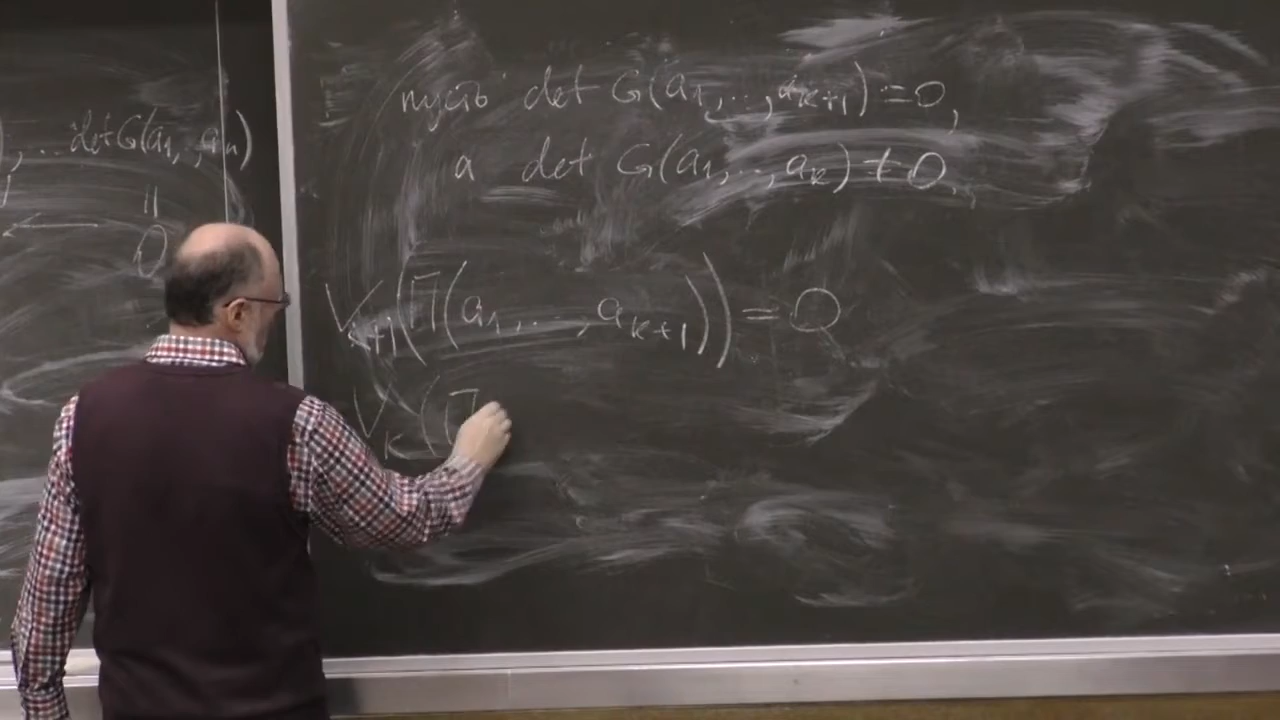 ), ... det G(a₁, .., aₙ)
||
0
пусть det G(a₁, .., aₖ₊₁) = 0,
а det G(a₁, .., aₖ) ≠ 0.
Vₖ₊₁(П(a₁, ..., aₖ₊₁)) = 0
Vₖ(П